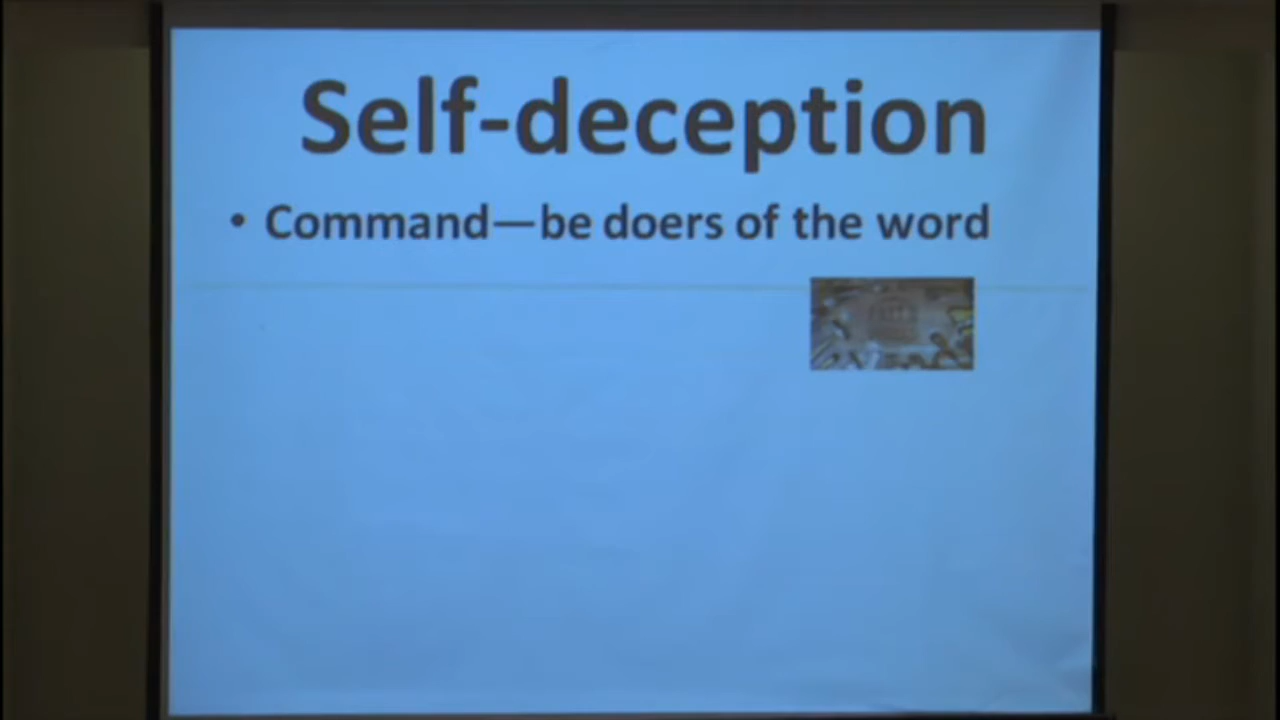 Self-deception
• Command—be doers of the word